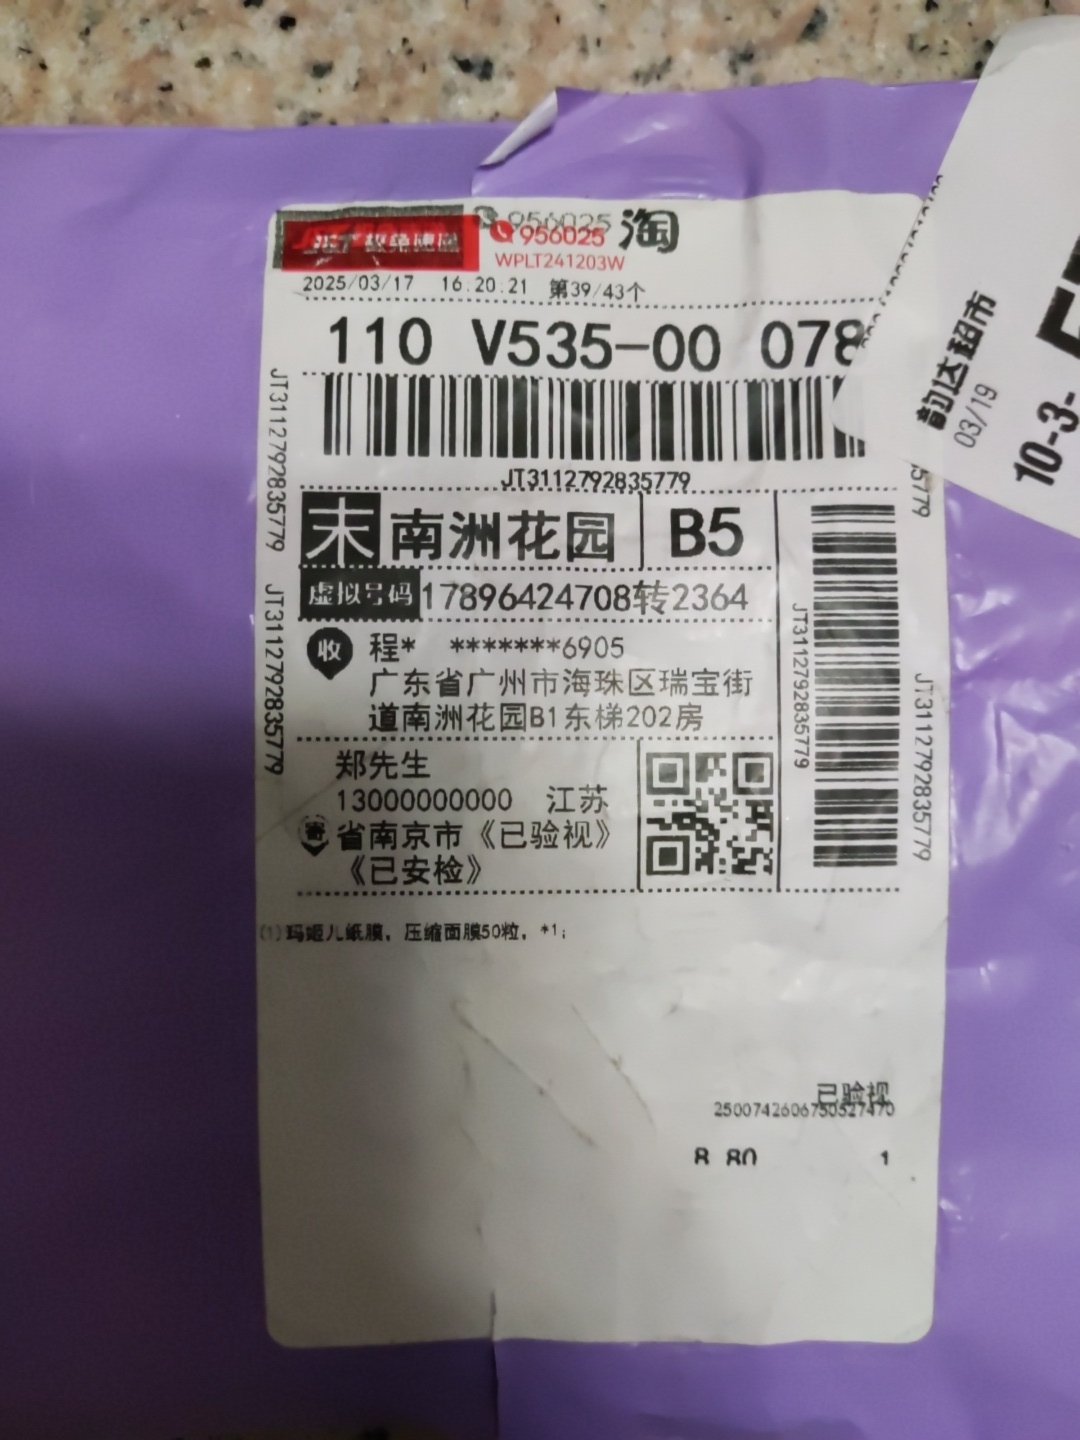 956025 淘
956025
WPLT241203W
2025/03/17 16:20:21 第39/43个
110 V535-00 078
JT3112792835779
末 南洲花园 B5
虚拟号码 17896424708转2364
收 程* *******6905
广东省广州市海珠区瑞宝街
道南洲花园B1东梯202房
郑先生
13000000000 江苏
寄 省南京市《已验视》
《已安检》
(1)玛姬儿纸膜，压缩面膜50粒，*1;
已验视
2500742606750527470
8.80 1
JT3112792835779
JT3112792835779
JT3112792835779
JT3112792835779
5779
韵达超市
03/19
10-3-